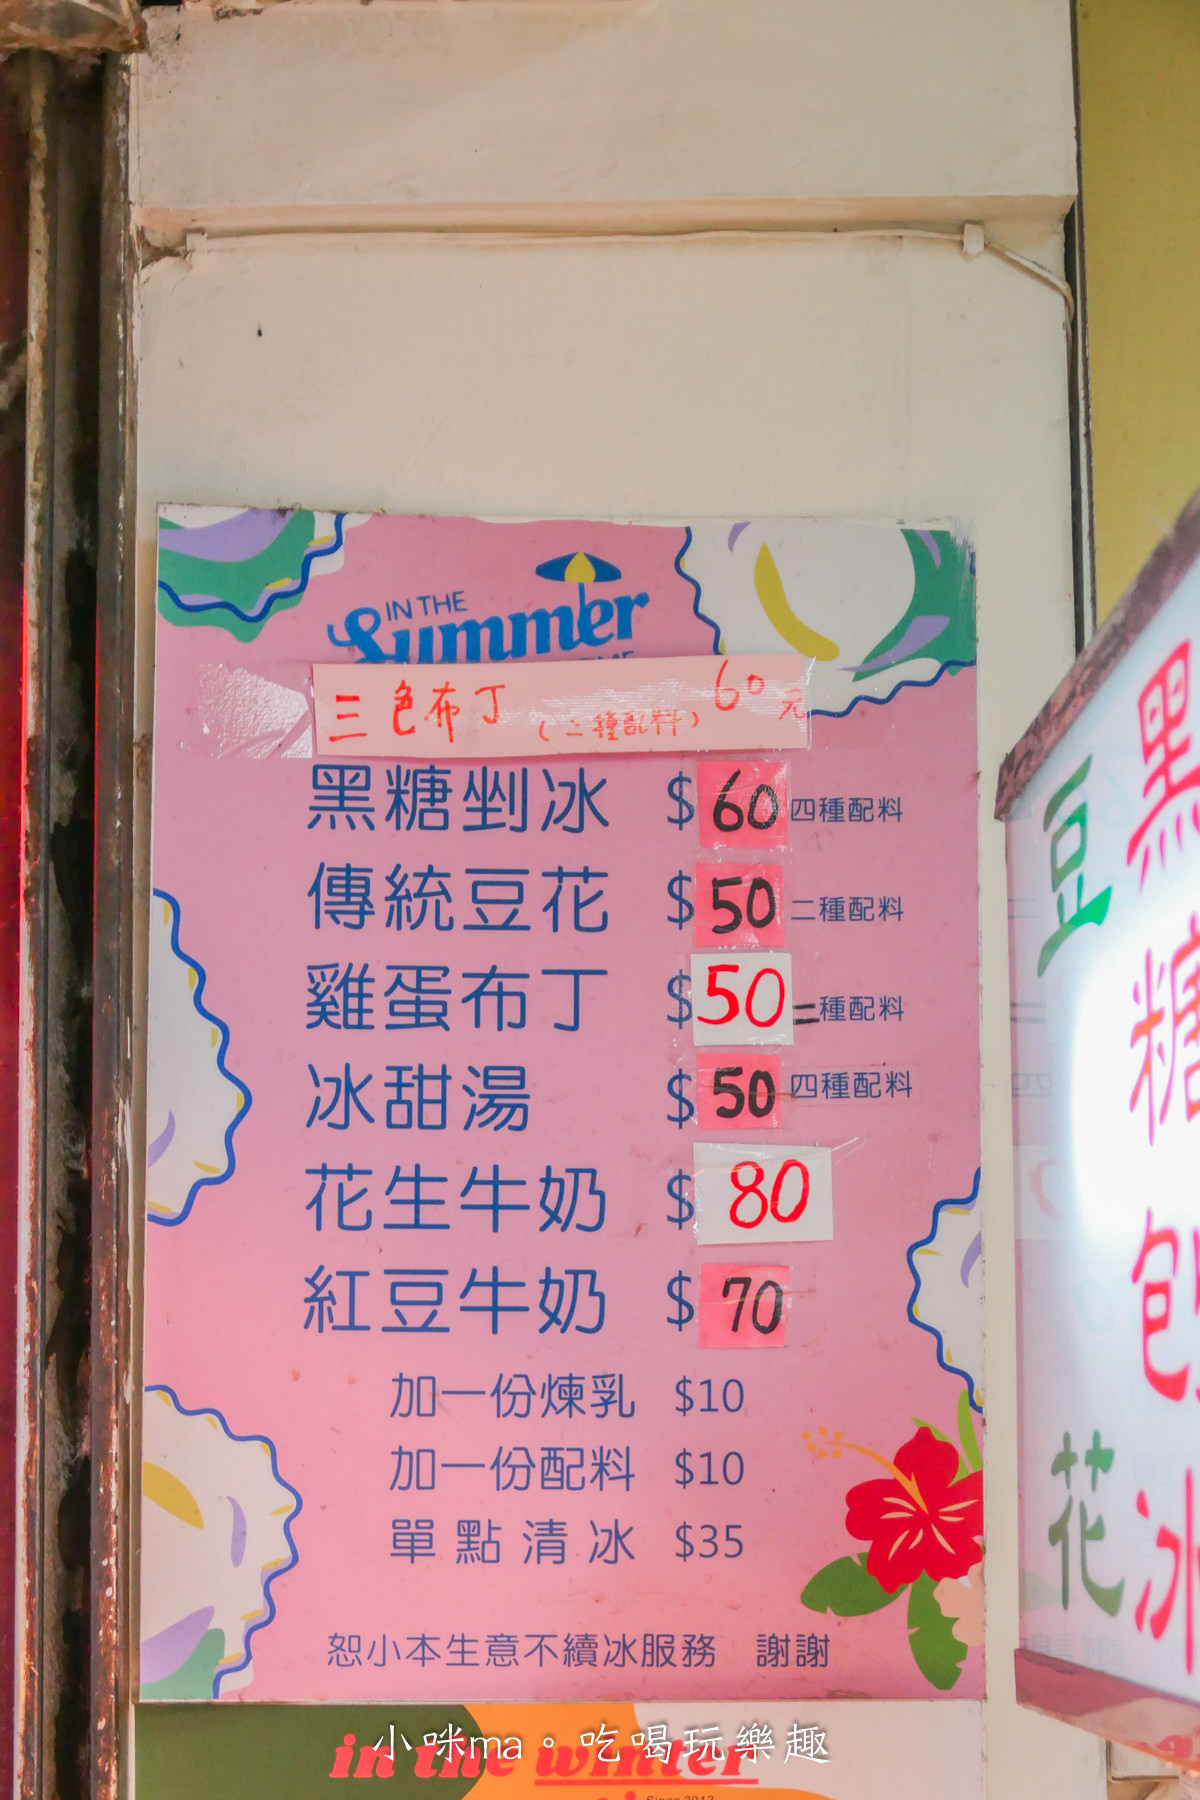 IN THE
Summer
三色布丁 (二種配料) 60元
黑糖剉冰 $60 四種配料
傳統豆花 $50 二種配料
雞蛋布丁 $50 二種配料
冰甜湯 $50 四種配料
花生牛奶 $80
紅豆牛奶 $70
加一份煉乳 $10
加一份配料 $10
單點清冰 $35
恕小本生意不續冰服務 謝謝
黑糖刨冰
豆花
in the winter
小咪ma。吃喝玩樂趣
Since 2012